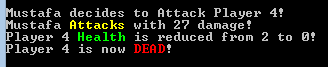 Mustafa decides to Attack Player 4!
Mustafa Attacks with 27 damage!
Player 4 Health is reduced from 2 to 0!
Player 4 is now DEAD!